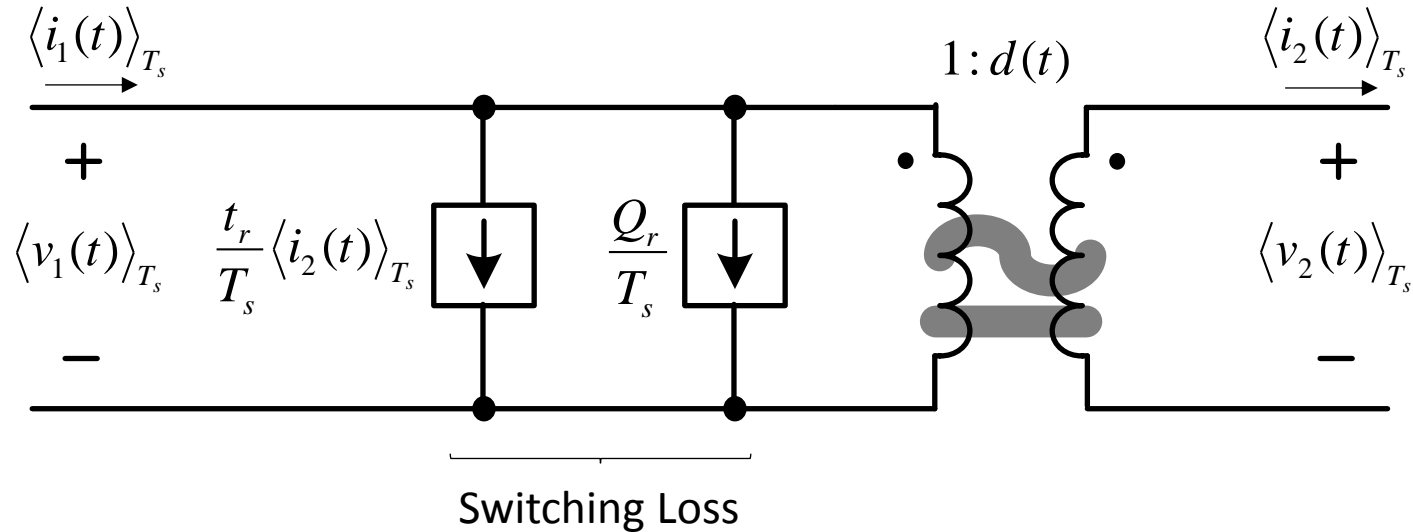 ⟨i₁(t)⟩_{T_s}
1:d(t)
⟨i₂(t)⟩_{T_s}
+
+
⟨v₁(t)⟩_{T_s}
t_r/T_s ⟨i₂(t)⟩_{T_s}
Q_r/T_s
⟨v₂(t)⟩_{T_s}
−
−
Switching Loss